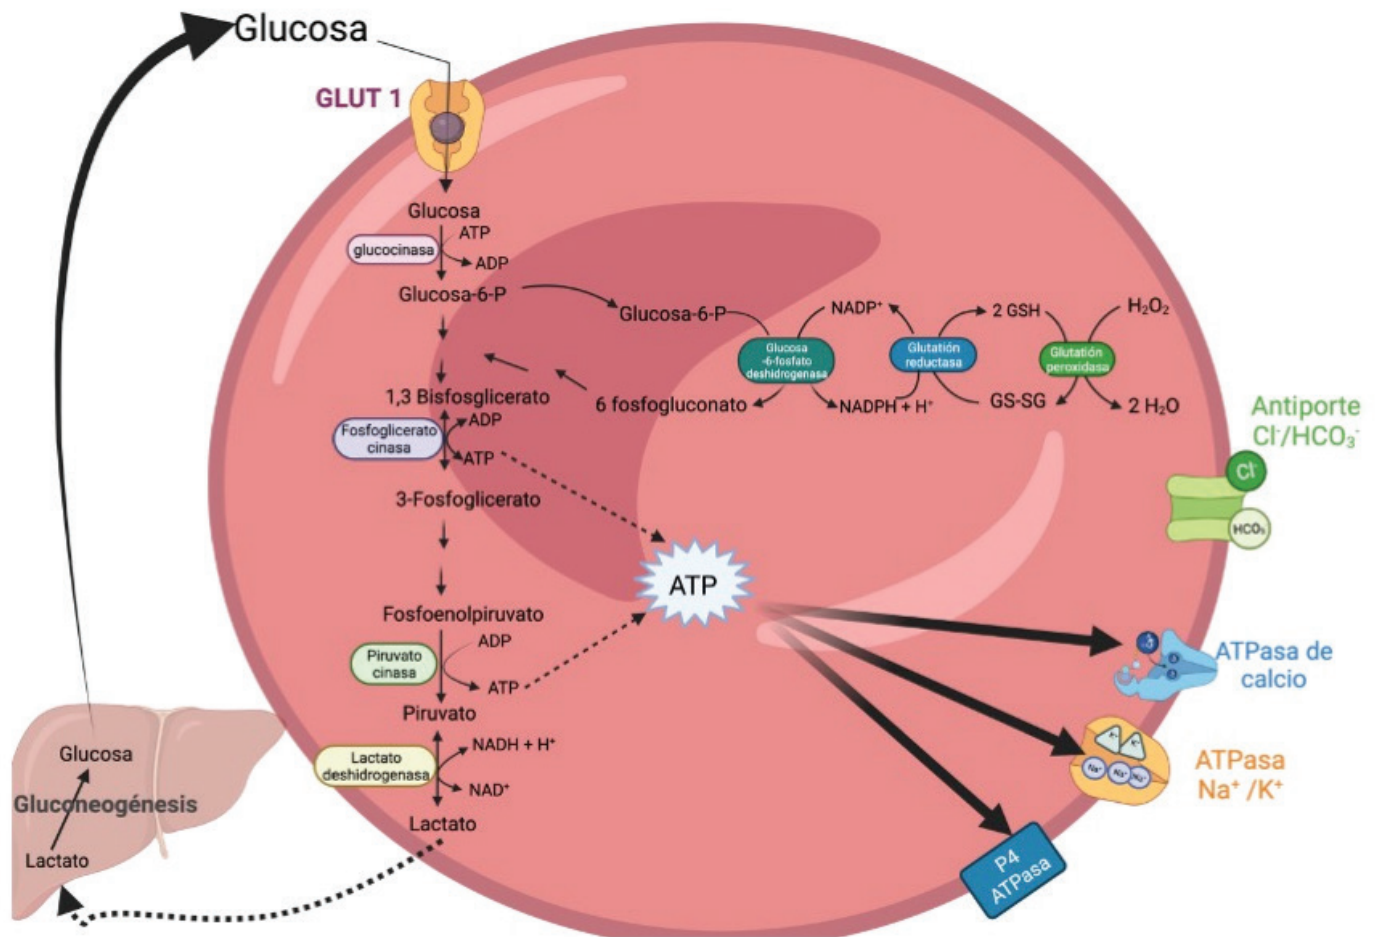 Glucosa
GLUT 1
Glucosa
ATP
glucocinasa
ADP
Glucosa-6-P
Glucosa-6-P
NADP⁺
2 GSH
H₂O₂
Glucosa
-6-fosfato
deshidrogenasa
Glutatión
reductasa
Glutatión
peroxidasa
6 fosfogluconato
NADPH + H⁺
GS-SG
2 H₂O
1,3 Bisfosglicerato
ADP
Fosfoglicerato
cinasa
ATP
3-Fosfoglicerato
Antiporte
Cl⁻/HCO₃⁻
Cl⁻
HCO₃
ATP
Fosfoenolpiruvato
ADP
Piruvato
cinasa
ATP
Piruvato
NADH + H⁺
Lactato
deshidrogenasa
NAD⁺
Lactato
ATPasa de
calcio
K⁺
K⁺
Na⁺
Na⁺
Na⁺
ATPasa
Na⁺ /K⁺
P4
ATPasa
Glucosa
Gluconeogénesis
Lactato